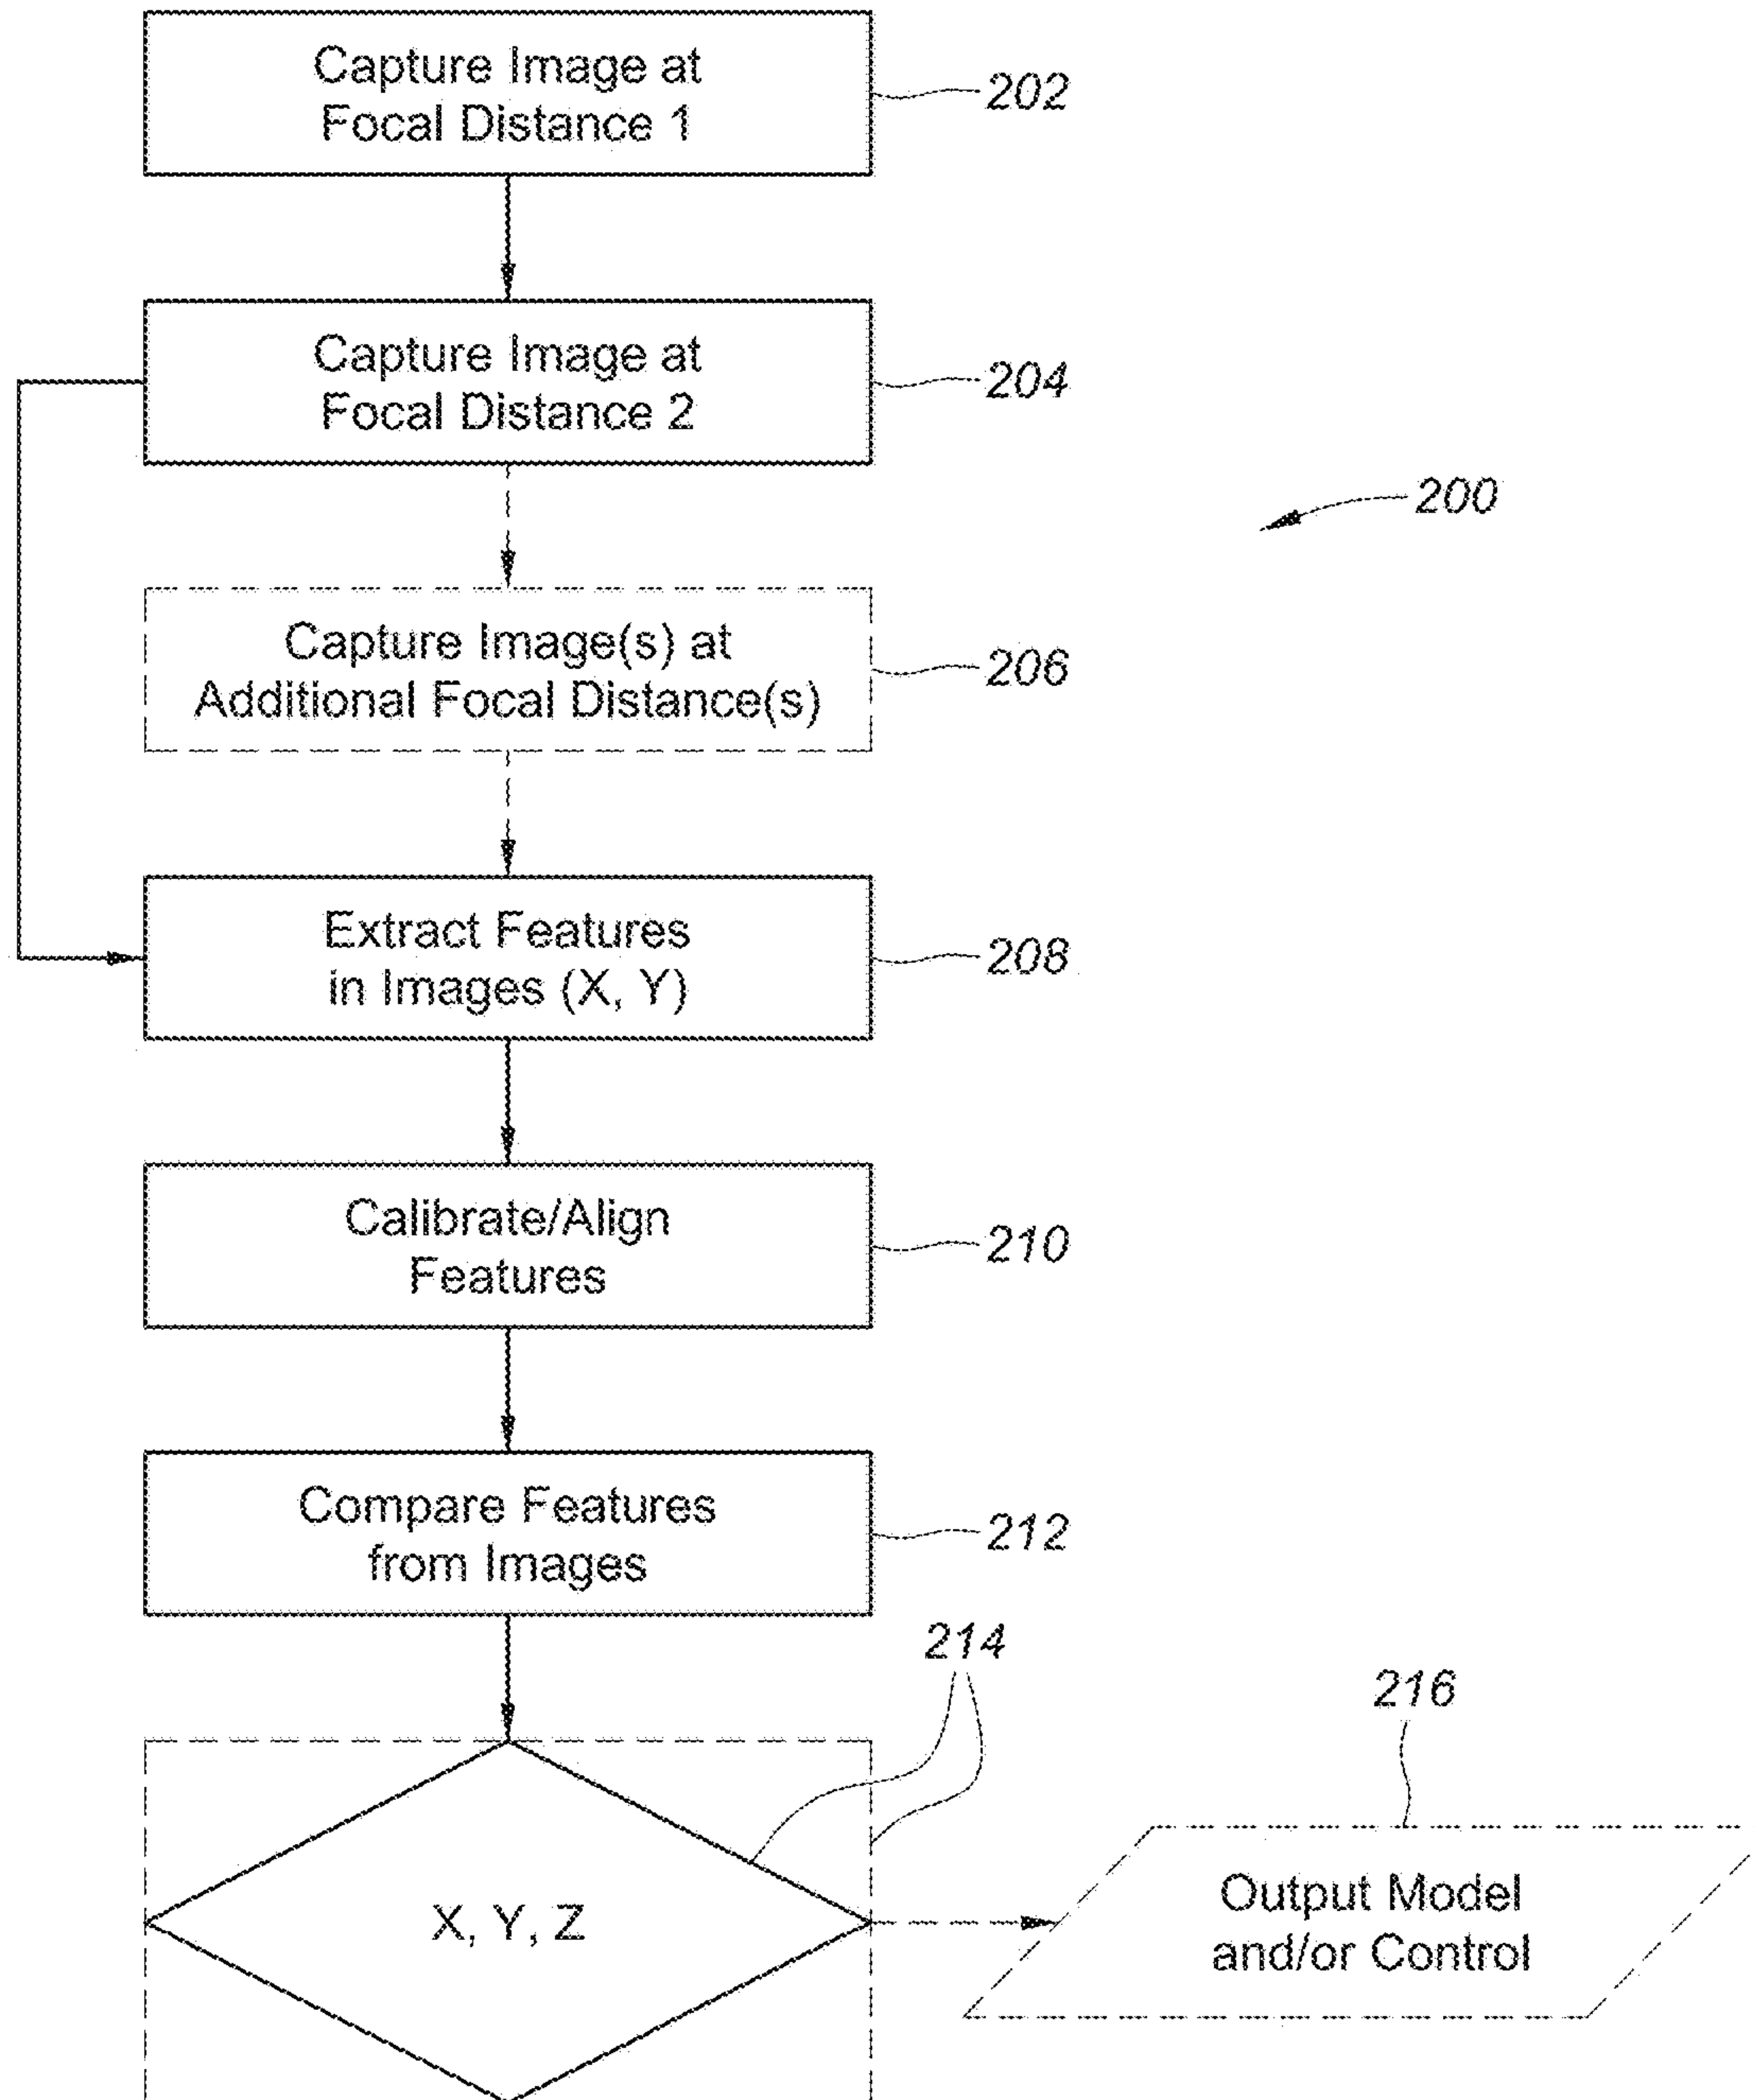 Capture Image at
Focal Distance 1
202
Capture Image at
Focal Distance 2
204
200
Capture Image(s) at
Additional Focal Distance(s)
206
Extract Features
in Images (X, Y)
208
Calibrate/Align
Features
210
Compare Features
from Images
212
214
216
X, Y, Z
Output Model
and/or Control